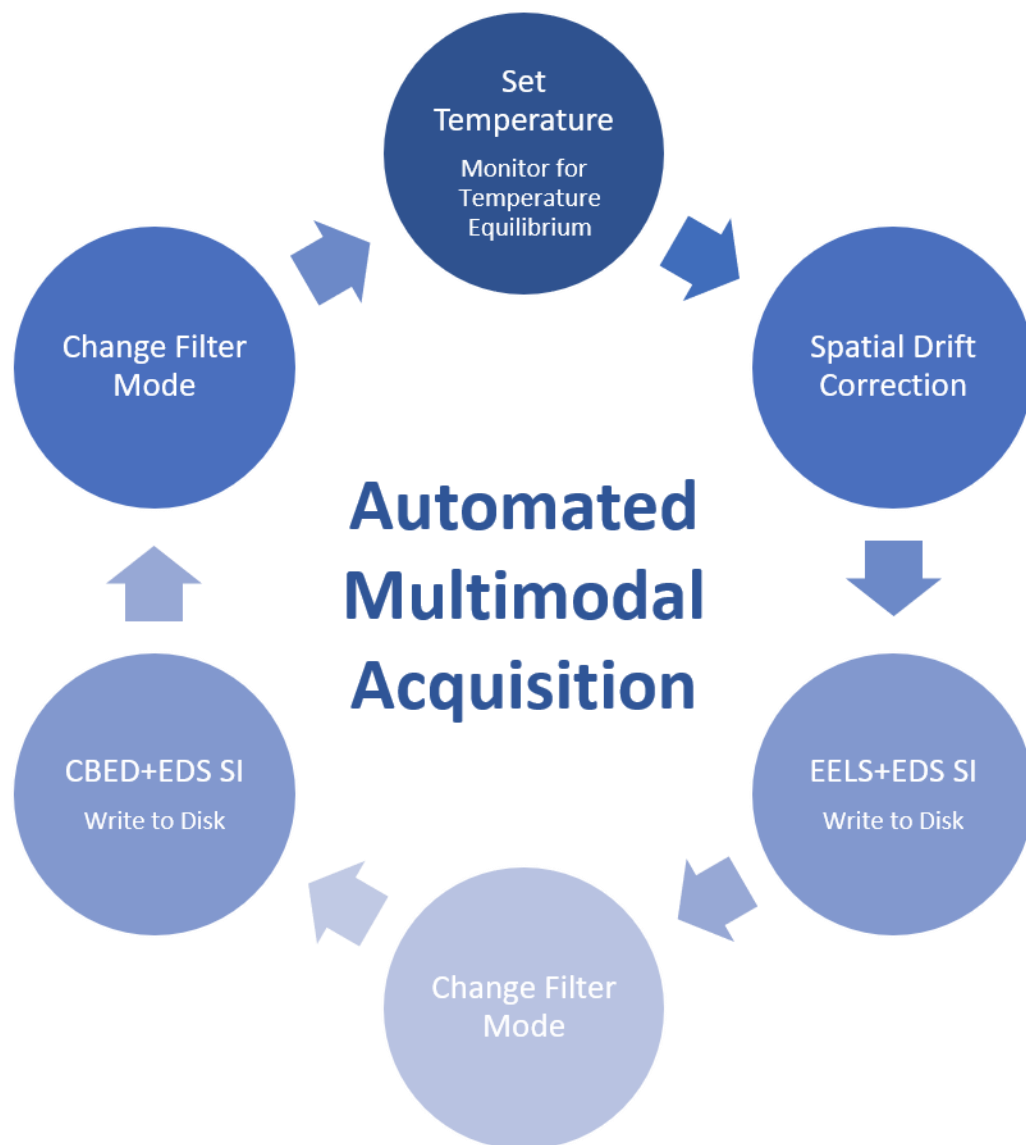 Set
Temperature
Monitor for
Temperature
Equilibrium
Spatial Drift
Correction
EELS+EDS SI
Write to Disk
Change Filter
Mode
CBED+EDS SI
Write to Disk
Change Filter
Mode
Automated
Multimodal
Acquisition